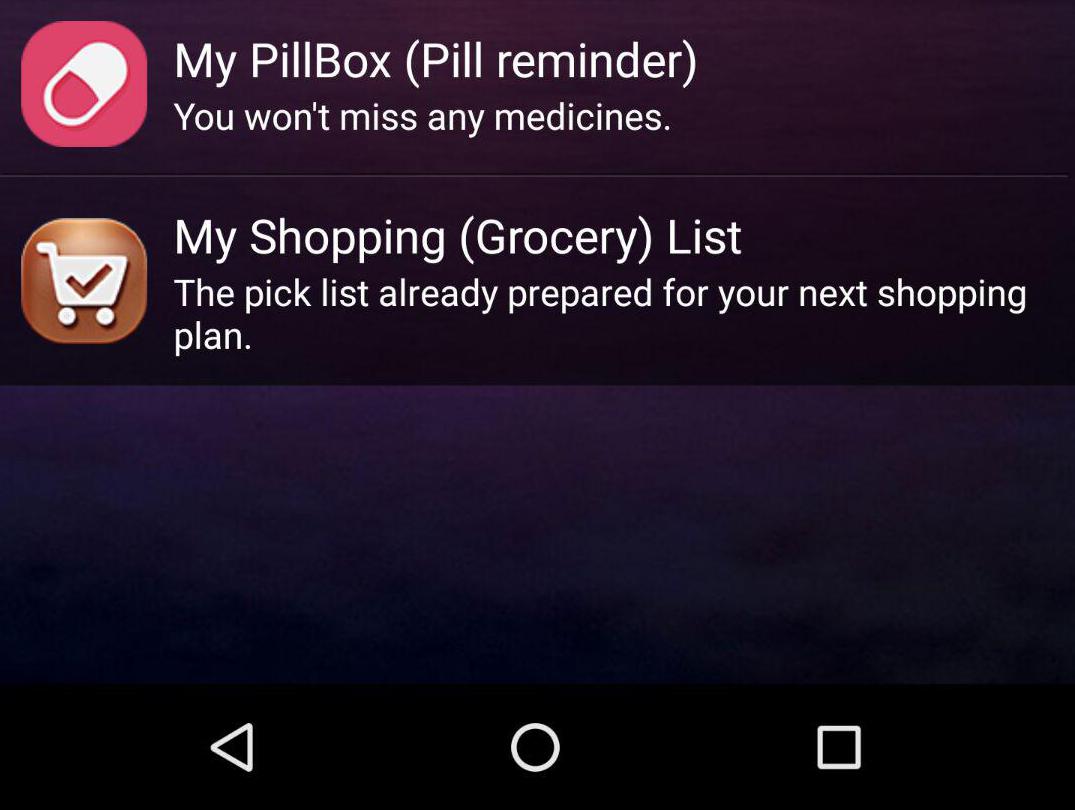 My PillBox (Pill reminder)
You won't miss any medicines.
My Shopping (Grocery) List
The pick list already prepared for your next shopping
plan.